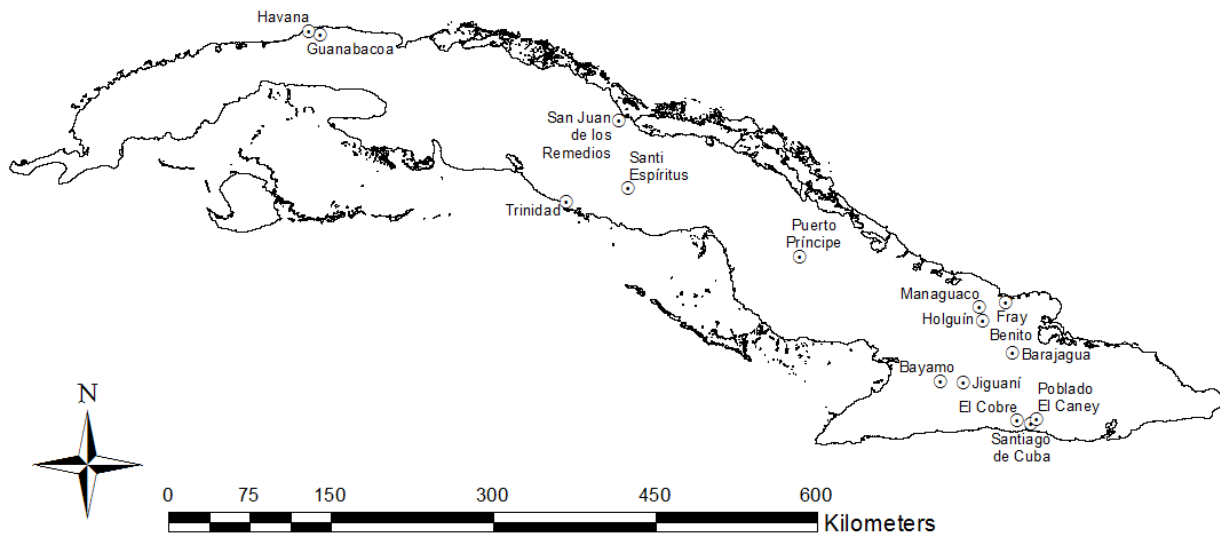 Havana
Guanabacoa
San Juan
de los
Remedios
Santi
Espíritus
Trinidad
Puerto
Príncipe
Managuaco
Fray
Holguín
Benito
Barajagua
Bayamo
Jiguaní
Poblado
El Cobre
El Caney
Santiago
de Cuba
N
0 75 150 300 450 600
Kilometers